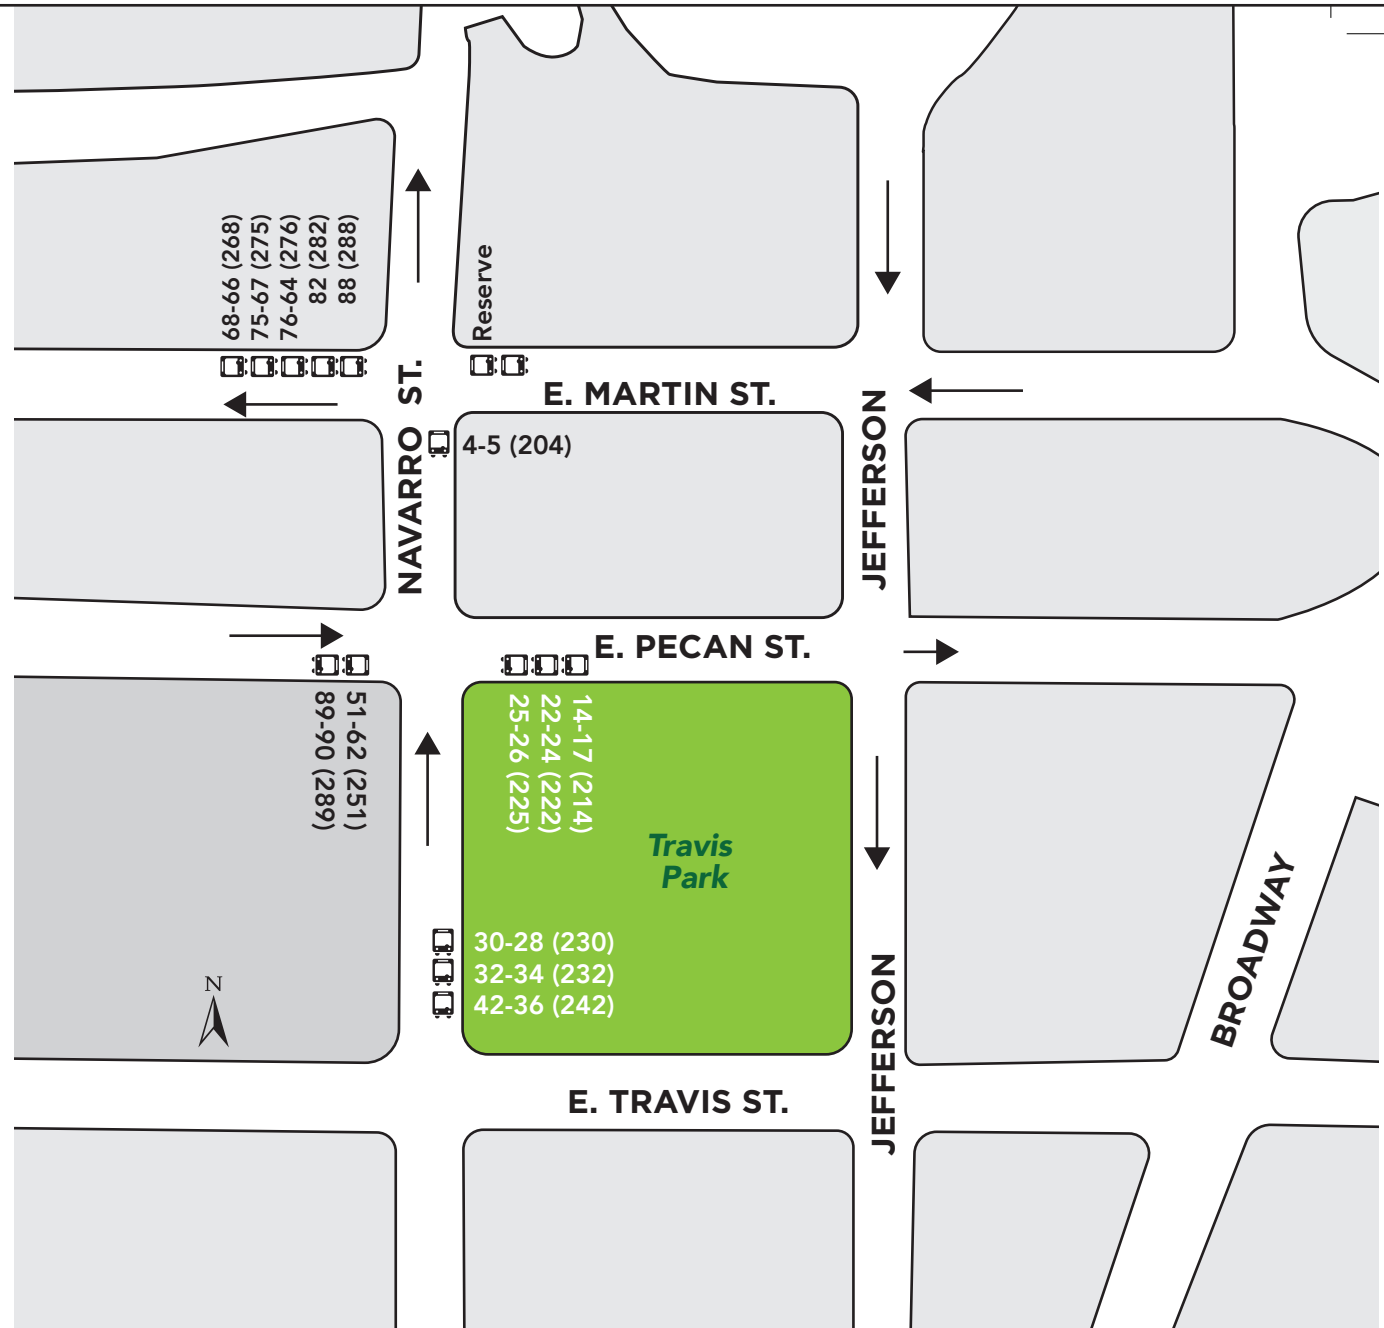 68-66 (268)
75-67 (275)
76-64 (276)
82 (282)
88 (288)
Reserve
E. MARTIN ST.
NAVARRO ST.
4-5 (204)
JEFFERSON
E. PECAN ST.
89-90 (289)
51-62 (251)
25-26 (225)
22-24 (222)
14-17 (214)
Travis
Park
30-28 (230)
32-34 (232)
42-36 (242)
N
BROADWAY
JEFFERSON
E. TRAVIS ST.